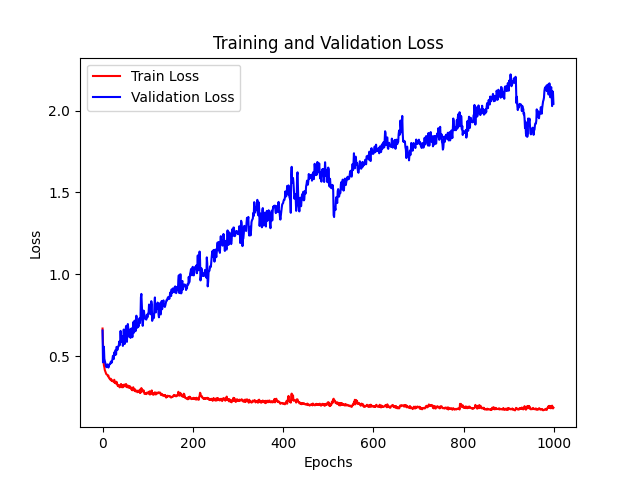 Training and Validation Loss
Train Loss
Validation Loss
2.0
1.5
1.0
0.5
Loss
0 200 400 600 800 1000
Epochs